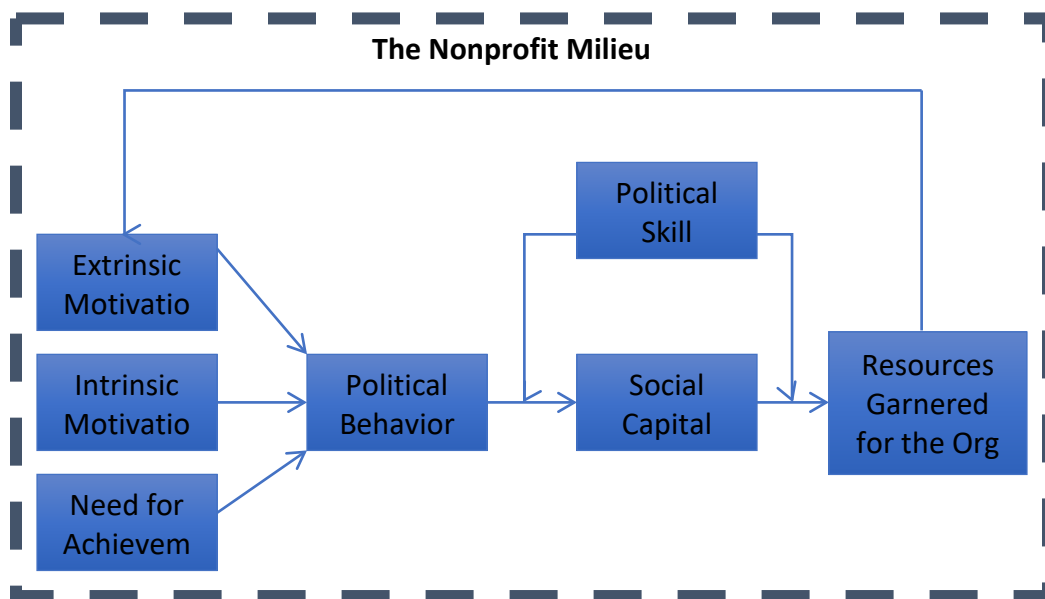 The Nonprofit Milieu
Political
Skill
Extrinsic
Motivatio
Intrinsic
Motivatio
Need for
Achievem
Political
Behavior
Social
Capital
Resources
Garnered
for the Org